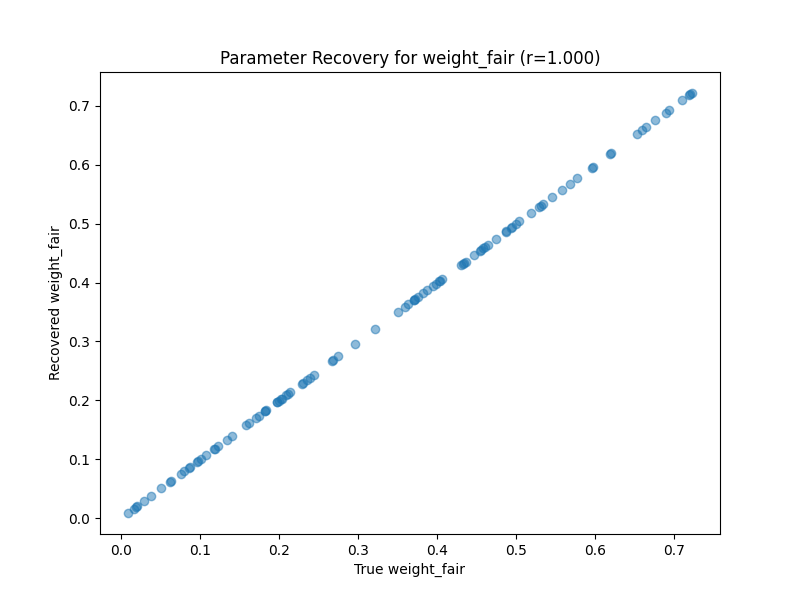 Parameter Recovery for weight_fair (r=1.000)
Recovered weight_fair
0.7
0.6
0.5
0.4
0.3
0.2
0.1
0.0
0.0 0.1 0.2 0.3 0.4 0.5 0.6 0.7
True weight_fair